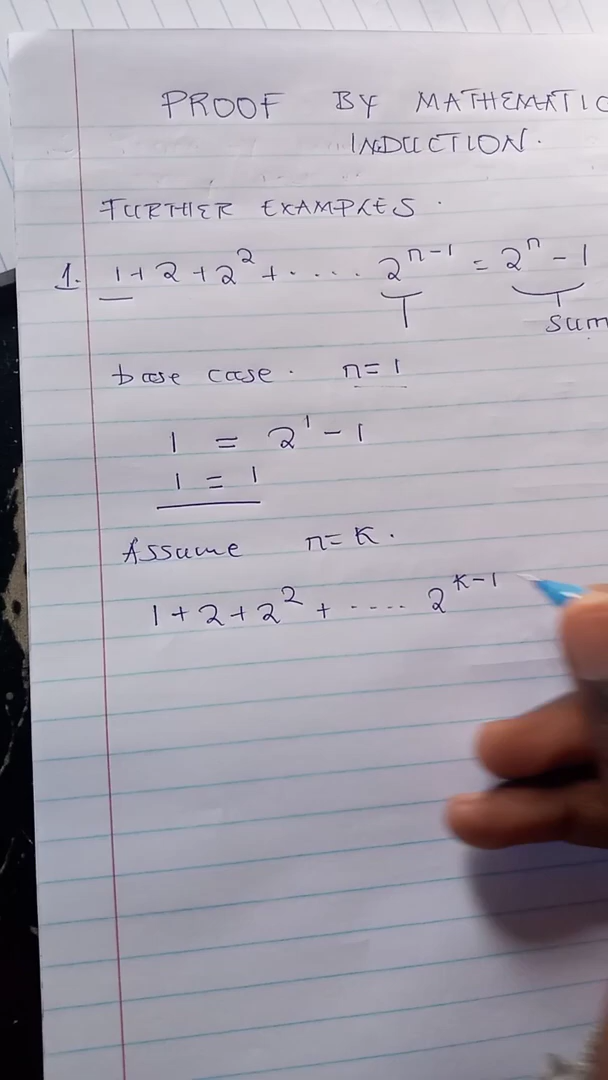 PROOF BY MATHEMATIC
INDUCTION.
FURTHER EXAMPLES.
1. 1 + 2 + 2² + .... 2ⁿ⁻¹ = 2ⁿ - 1
T
Sum
base case. n = 1
1 = 2¹ - 1
1 = 1
Assume n = K.
1 + 2 + 2² + .... 2ᴷ⁻¹